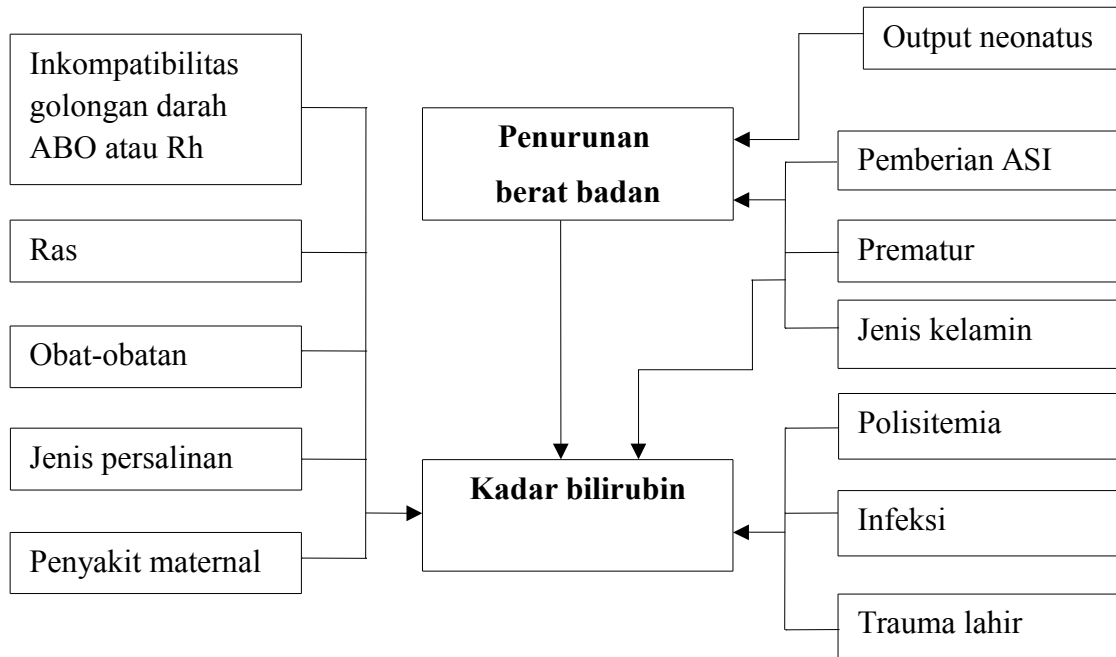 Inkompatibilitas
golongan darah
ABO atau Rh
Ras
Obat-obatan
Jenis persalinan
Penyakit maternal
Penurunan
berat badan
Kadar bilirubin
Output neonatus
Pemberian ASI
Prematur
Jenis kelamin
Polisitemia
Infeksi
Trauma lahir